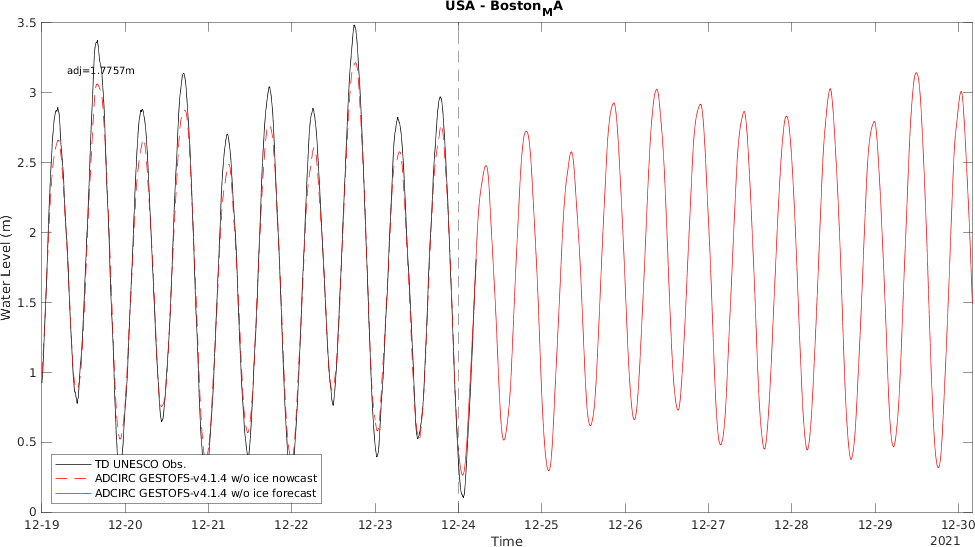 USA - Boston_MA
3.5
adj=1.7757m
3
2.5
2
1.5
1
0.5
0
Water Level (m)
TD UNESCO Obs.
ADCIRC GESTOFS-v4.1.4 w/o ice nowcast
ADCIRC GESTOFS-v4.1.4 w/o ice forecast
12-19 12-20 12-21 12-22 12-23 12-24 12-25 12-26 12-27 12-28 12-29 12-30
Time
2021